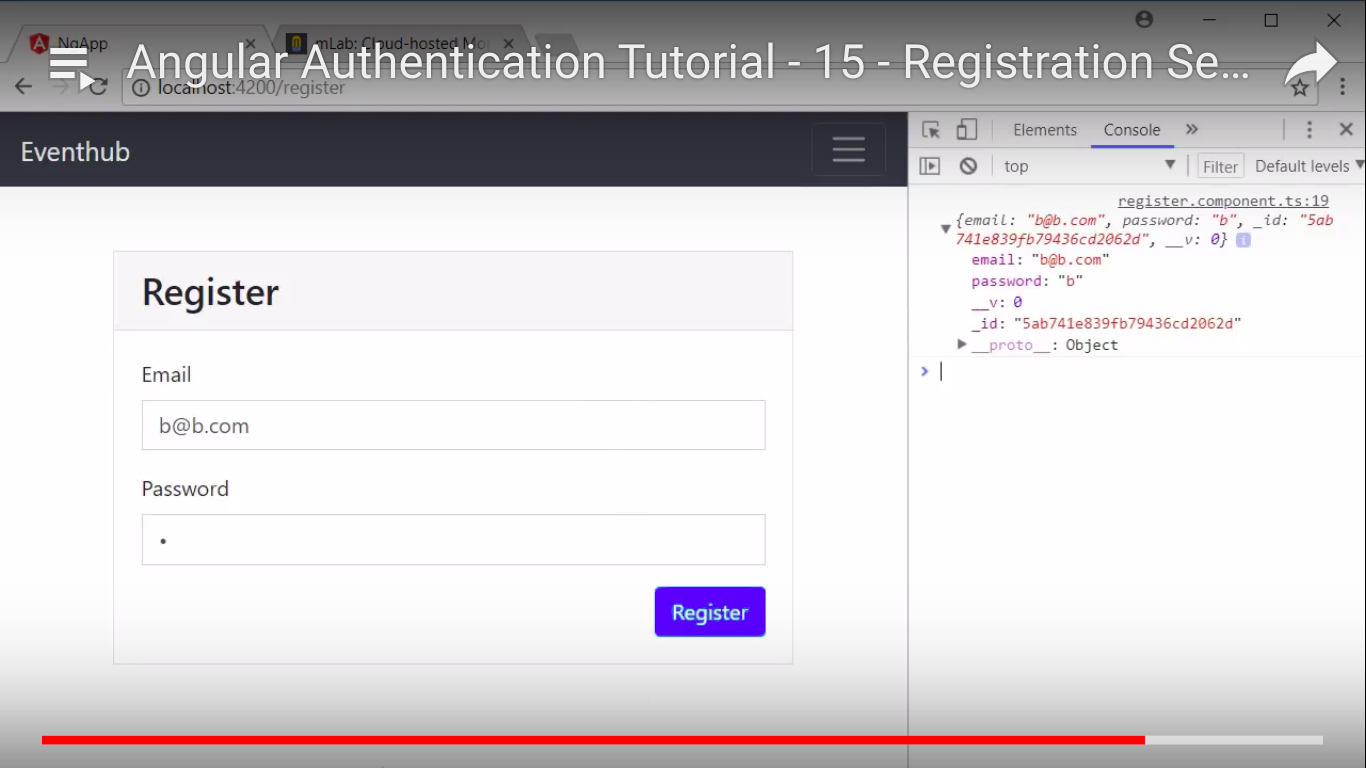 NgApp
mLab: Cloud-hosted Mo
Angular Authentication Tutorial - 15 - Registration Se...
localhost:4200/register
Eventhub
Elements Console »
top Filter Default levels
register.component.ts:19
{email: "b@b.com", password: "b", _id: "5ab
741e839fb79436cd2062d", __v: 0} i
email: "b@b.com"
password: "b"
__v: 0
_id: "5ab741e839fb79436cd2062d"
__proto__: Object
Register
Email
b@b.com
Password
•
Register